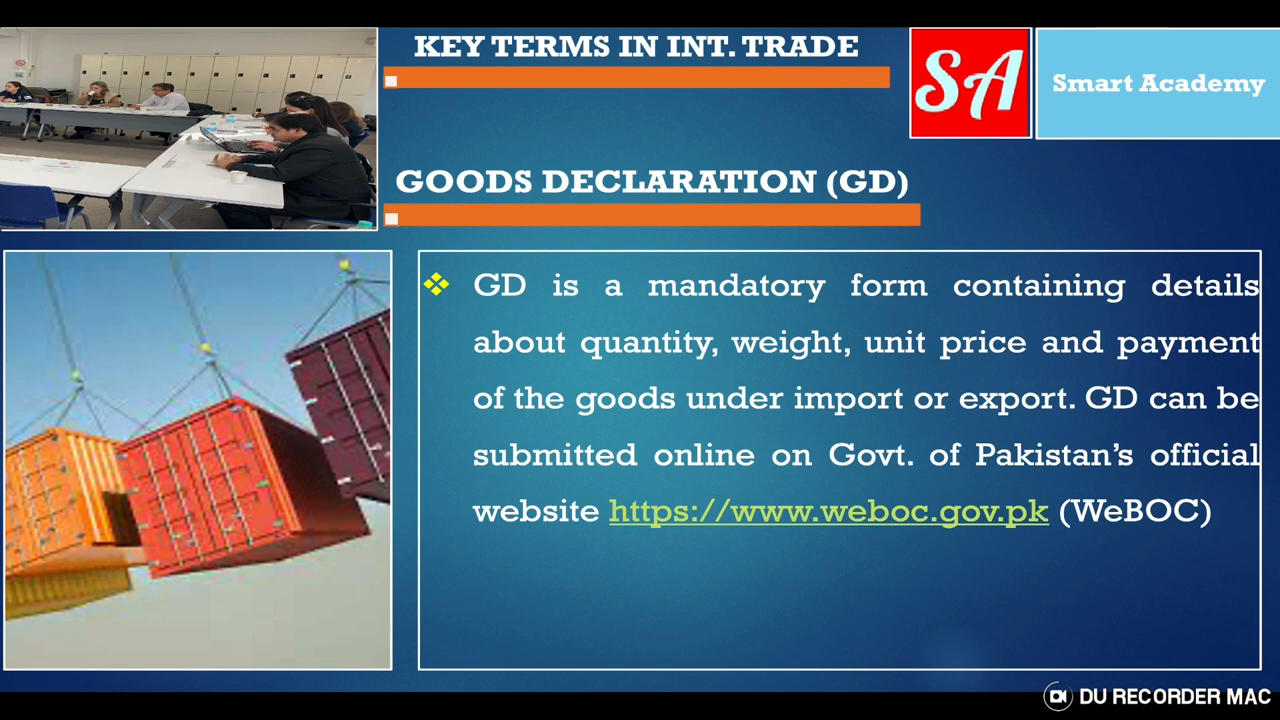 KEY TERMS IN INT. TRADE
SA
Smart Academy
GOODS DECLARATION (GD)
GD is a mandatory form containing details
about quantity, weight, unit price and payment
of the goods under import or export. GD can be
submitted online on Govt. of Pakistan's official
website https://www.weboc.gov.pk (WeBOC)
DU RECORDER MAC